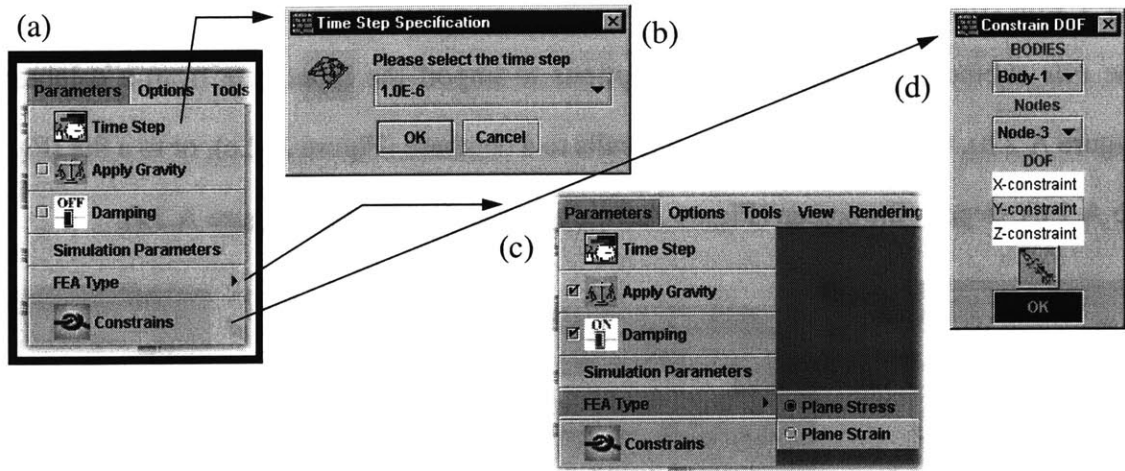 (a)
Parameters Options Tools
Time Step
Apply Gravity
OFF
Damping
Simulation Parameters
FEA Type
Constrains
Time Step Specification
(b)
Please select the time step
1.0E-6
OK Cancel
(c)
Parameters Options Tools View Rendering
Time Step
Apply Gravity
ON
Damping
Simulation Parameters
FEA Type
Plane Stress
Plane Strain
Constrains
(d)
Constrain DOF
BODIES
Body-1
Nodes
Node-3
DOF
X-constraint
Y-constraint
Z-constraint
OK